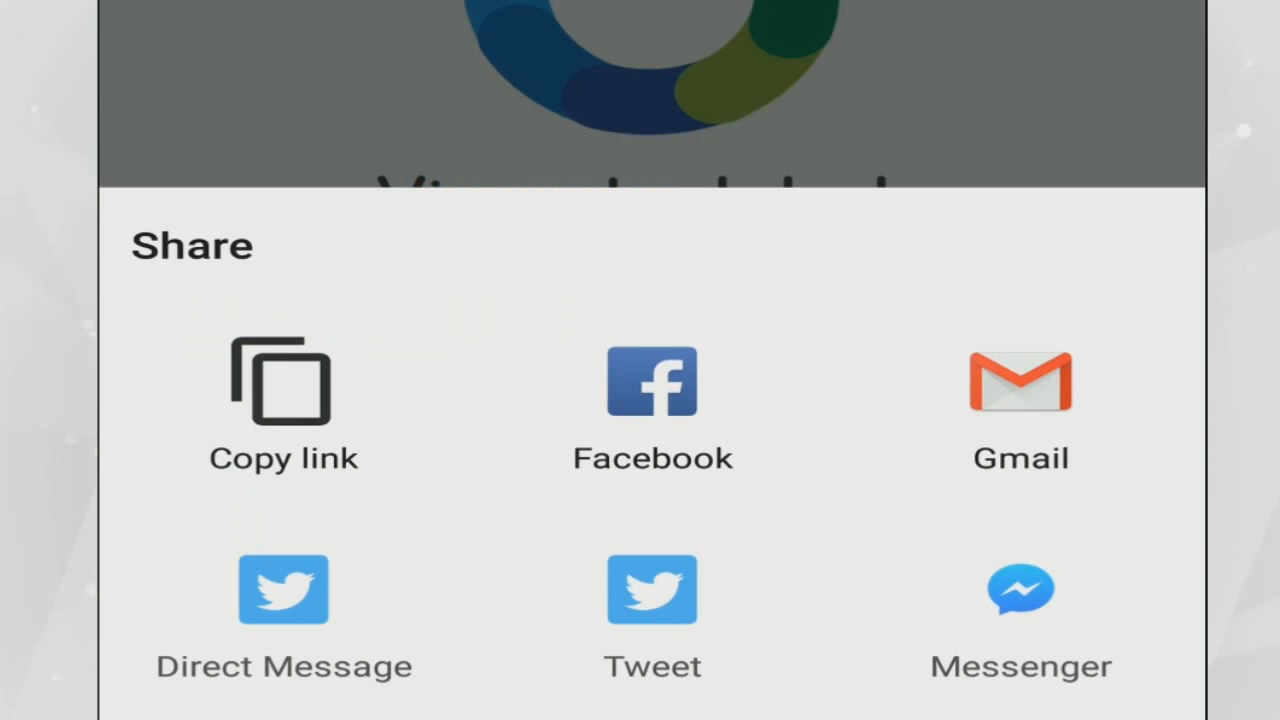 Share
Copy link
Facebook
Gmail
Direct Message
Tweet
Messenger